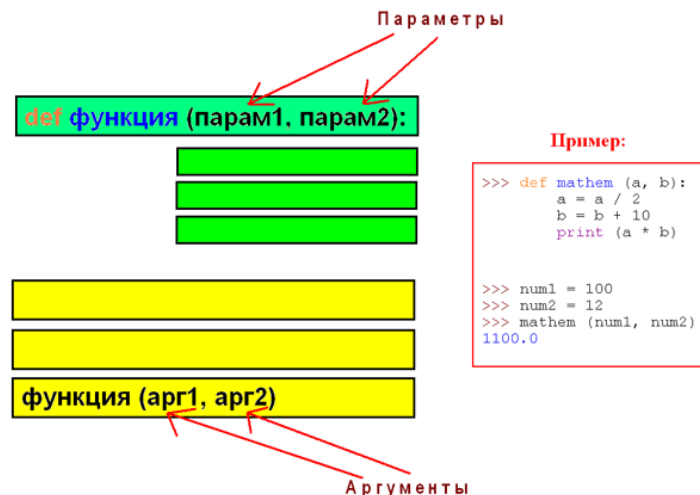 Параметры
def функция (парам1, парам2):
функция (арг1, арг2)
Аргументы
Пример:
>>> def mathem (a, b):
        a = a / 2
        b = b + 10
        print (a * b)
>>> num1 = 100
>>> num2 = 12
>>> mathem (num1, num2)
1100.0